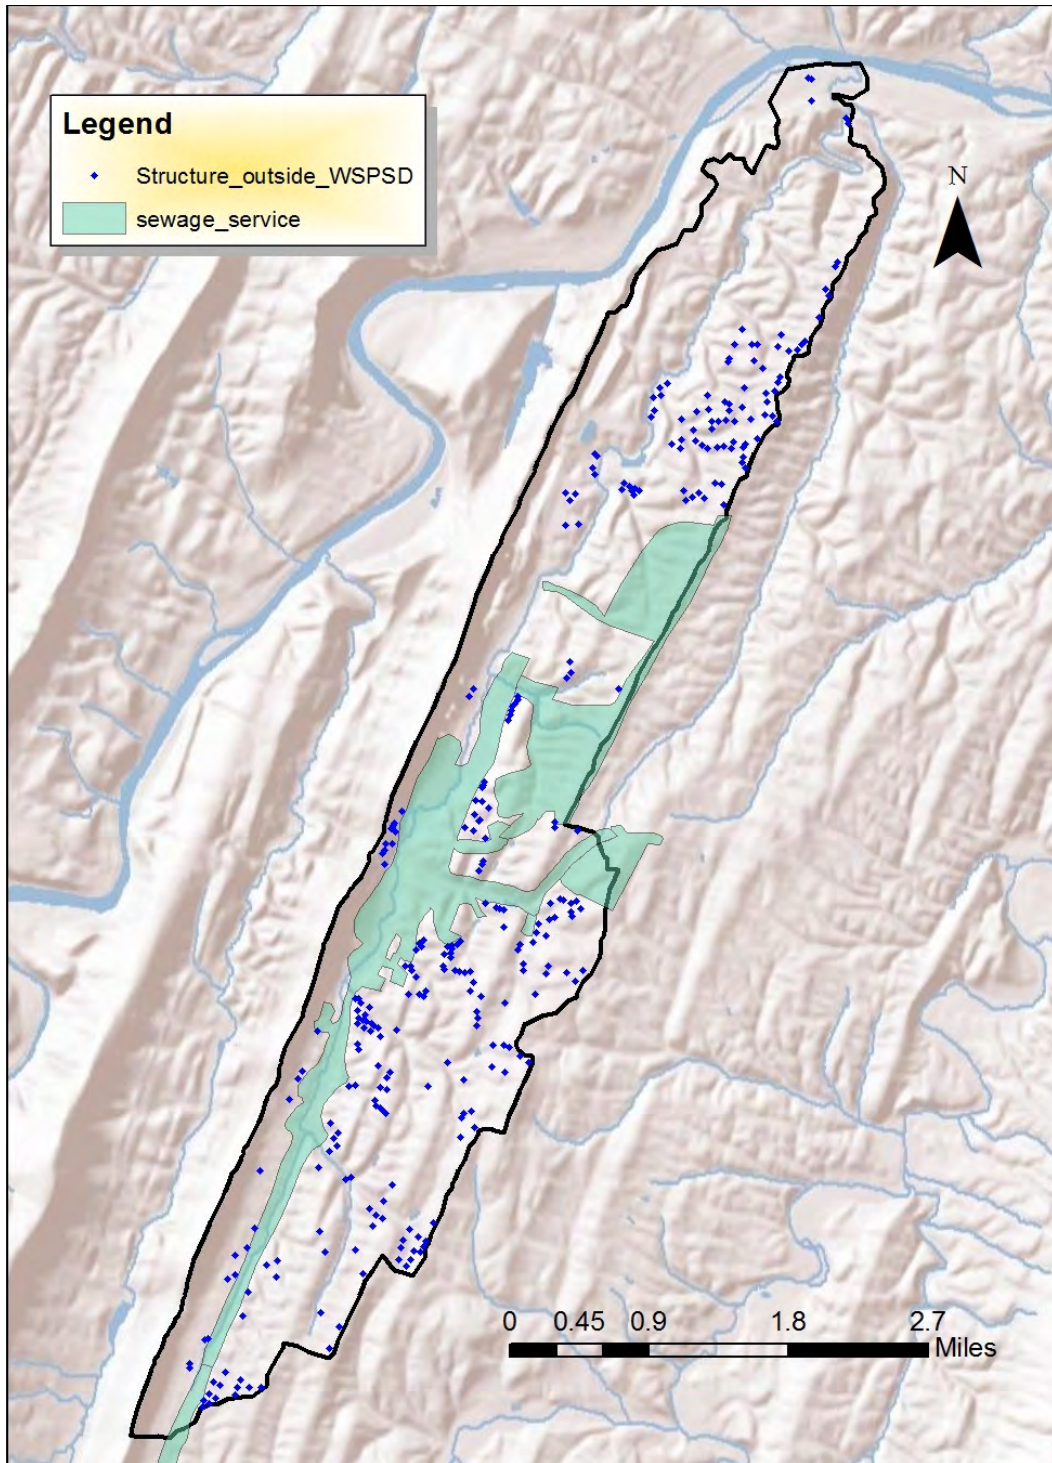 Legend
Structure_outside_WSPSD
sewage_service
N
0 0.45 0.9 1.8 2.7
Miles